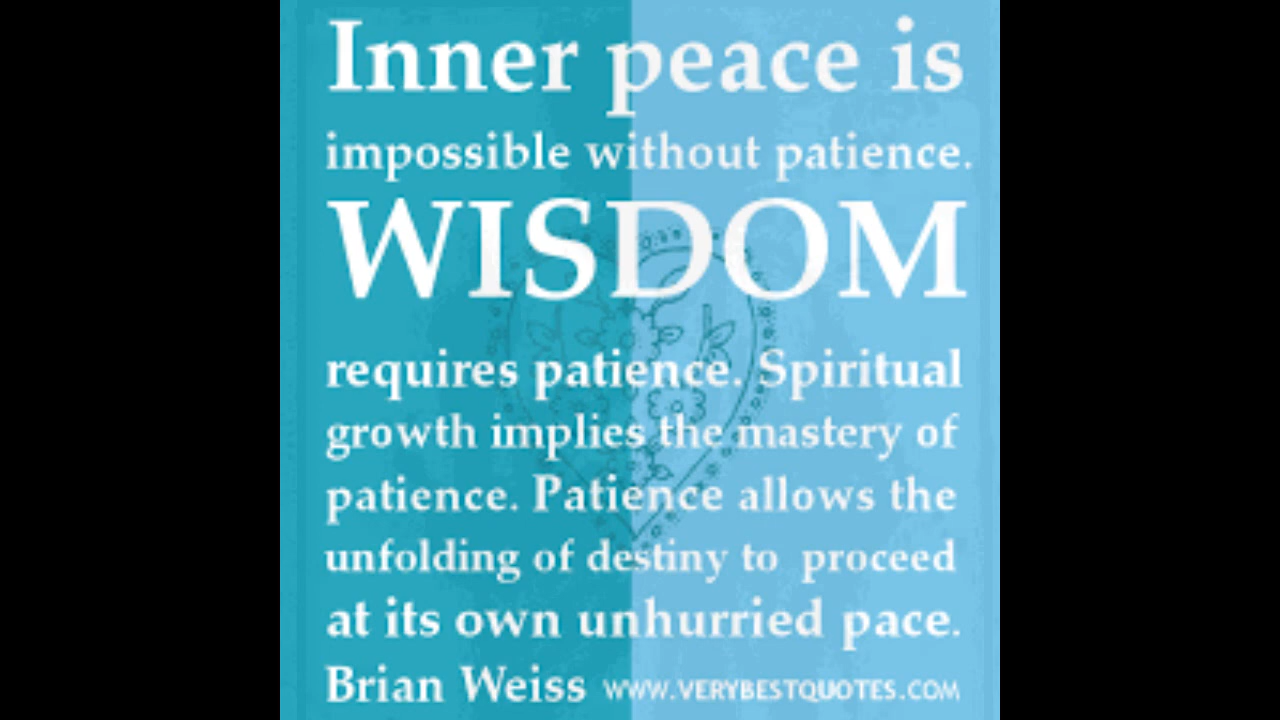 Inner peace is
impossible without patience.
WISDOM
requires patience. Spiritual
growth implies the mastery of
patience. Patience allows the
unfolding of destiny to proceed
at its own unhurried pace.
Brian Weiss WWW.VERYBESTQUOTES.COM